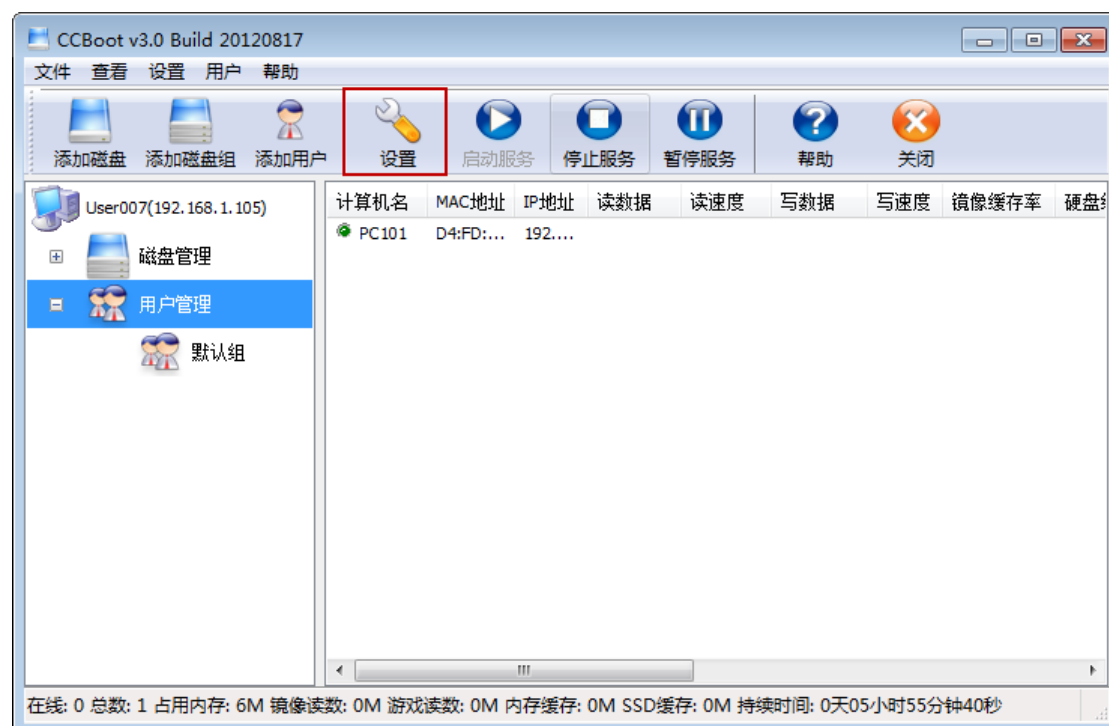 CCBoot v3.0 Build 20120817
文件 查看 设置 用户 帮助
添加磁盘 添加磁盘组 添加用户 设置 启动服务 停止服务 暂停服务 帮助 关闭
User007(192.168.1.105)
磁盘管理
用户管理
默认组
计算机名 MAC地址 IP地址 读数据 读速度 写数据 写速度 镜像缓存率 硬盘
PC101 D4:FD:... 192....
在线: 0 总数: 1 占用内存: 6M 镜像读数: 0M 游戏读数: 0M 内存缓存: 0M SSD缓存: 0M 持续时间: 0天05小时55分钟40秒